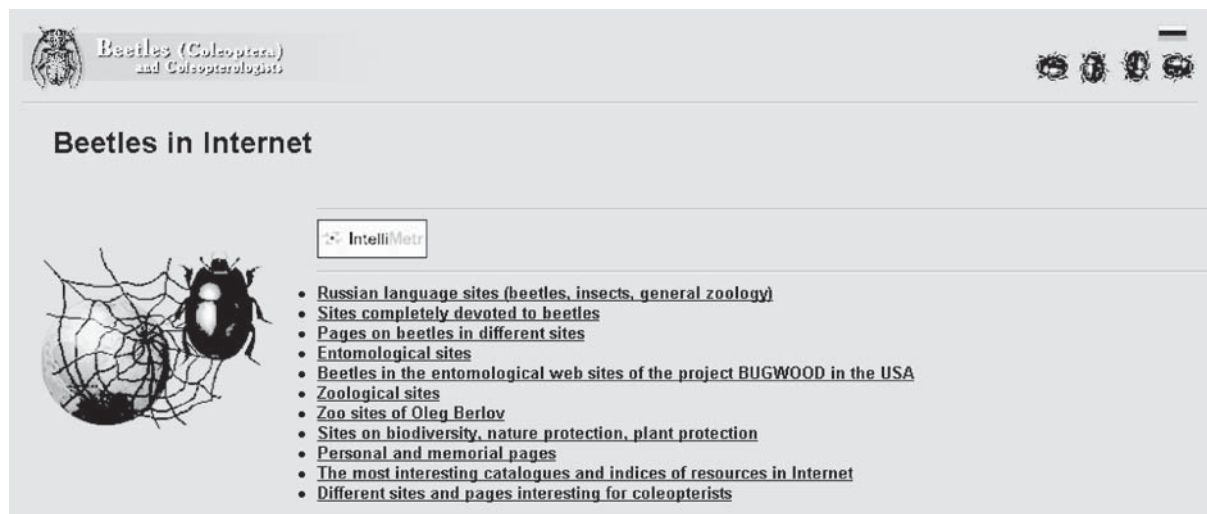 Beetles (Coleoptera)
and Coleopterologists
Beetles in Internet
IntelliMetr
Russian language sites (beetles, insects, general zoology)
Sites completely devoted to beetles
Pages on beetles in different sites
Entomological sites
Beetles in the entomological web sites of the project BUGWOOD in the USA
Zoological sites
Zoo sites of Oleg Berlov
Sites on biodiversity, nature protection, plant protection
Personal and memorial pages
The most interesting catalogues and indices of resources in Internet
Different sites and pages interesting for coleopterists